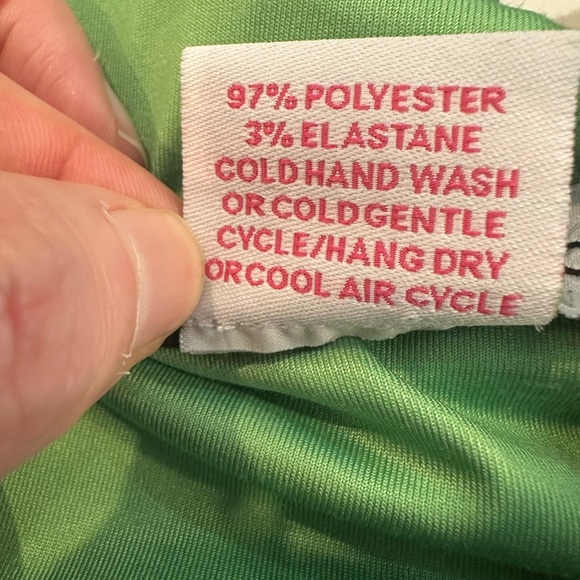 97% POLYESTER
3% ELASTANE
COLD HAND WASH
OR COLD GENTLE
CYCLE/HANG DRY
OR COOL AIR CYCLE